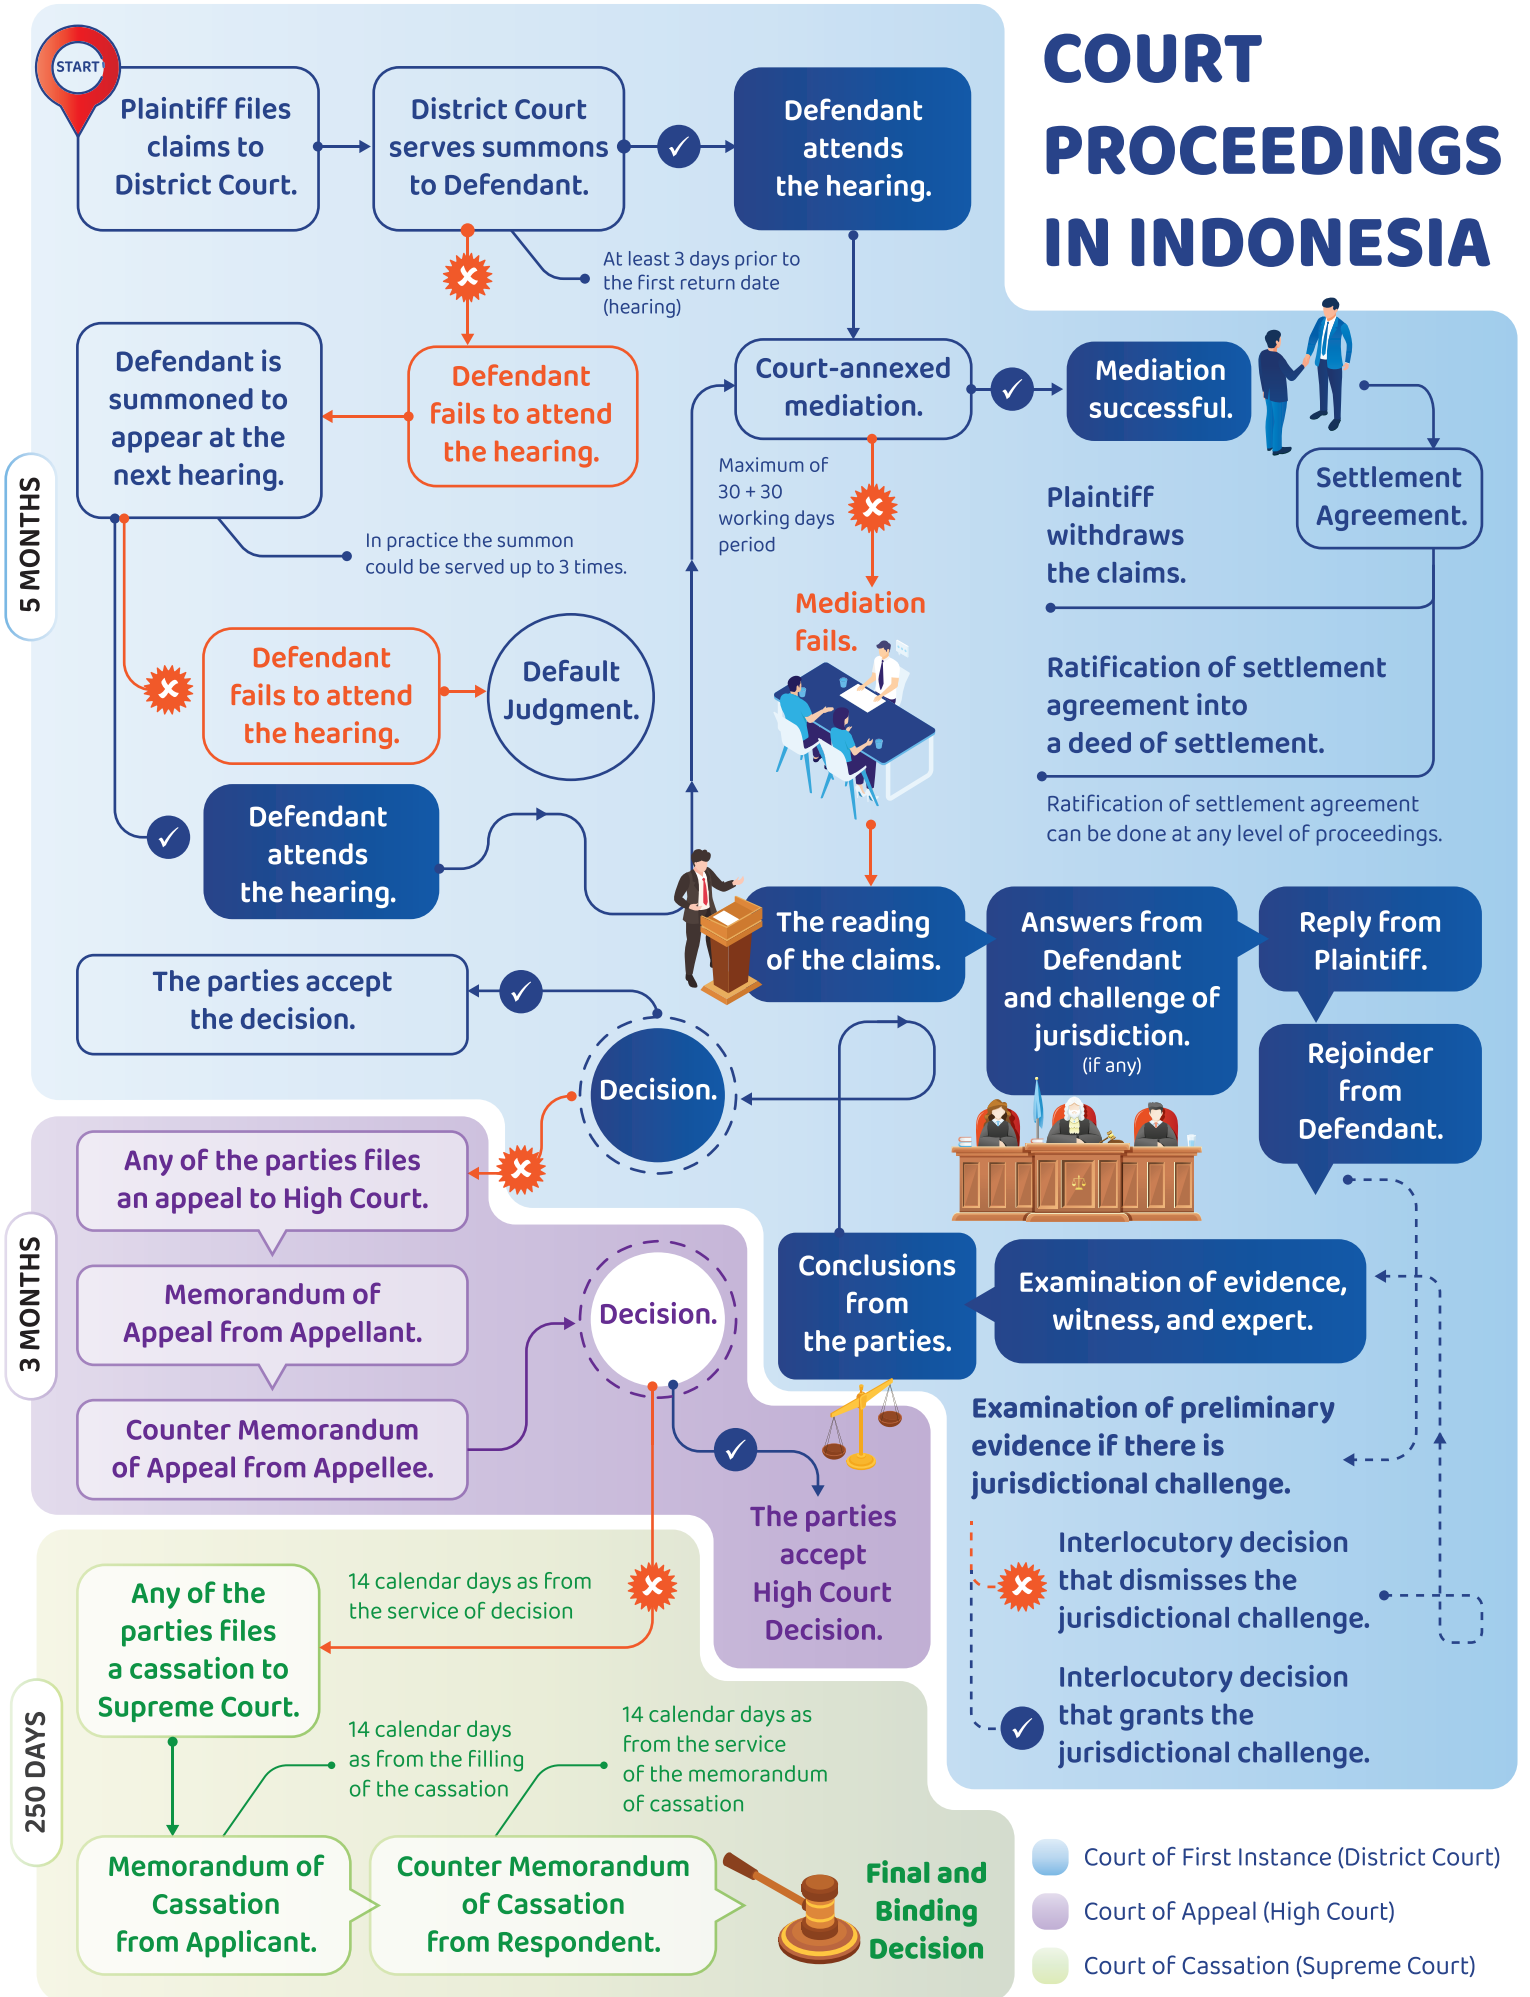 COURT
PROCEEDINGS
IN INDONESIA
START
Plaintiff files
claims to
District Court.
District Court
serves summons
to Defendant.
Defendant
attends
the hearing.
At least 3 days prior to
the first return date
(hearing)
Defendant is
summoned to
appear at the
next hearing.
Defendant
fails to attend
the hearing.
Court-annexed
mediation.
Mediation
successful.
Settlement
Agreement.
Maximum of
30 + 30
working days
period
Plaintiff
withdraws
the claims.
5 MONTHS
In practice the summon
could be served up to 3 times.
Mediation
fails.
Defendant
fails to attend
the hearing.
Default
Judgment.
Ratification of settlement
agreement into
a deed of settlement.
Ratification of settlement agreement
can be done at any level of proceedings.
Defendant
attends
the hearing.
The reading
of the claims.
Answers from
Defendant
and challenge of
jurisdiction.
(if any)
Reply from
Plaintiff.
Rejoinder
from
Defendant.
The parties accept
the decision.
Decision.
Any of the parties files
an appeal to High Court.
3 MONTHS
Memorandum of
Appeal from Appellant.
Counter Memorandum
of Appeal from Appellee.
Decision.
Conclusions
from
the parties.
Examination of evidence,
witness, and expert.
Examination of preliminary
evidence if there is
jurisdictional challenge.
The parties
accept
High Court
Decision.
Interlocutory decision
that dismisses the
jurisdictional challenge.
Interlocutory decision
that grants the
jurisdictional challenge.
Any of the
parties files
a cassation to
Supreme Court.
14 calendar days as from
the service of decision
250 DAYS
14 calendar days
as from the filling
of the cassation
14 calendar days as
from the service
of the memorandum
of cassation
Memorandum of
Cassation
from Applicant.
Counter Memorandum
of Cassation
from Respondent.
Final and
Binding
Decision
Court of First Instance (District Court)
Court of Appeal (High Court)
Court of Cassation (Supreme Court)